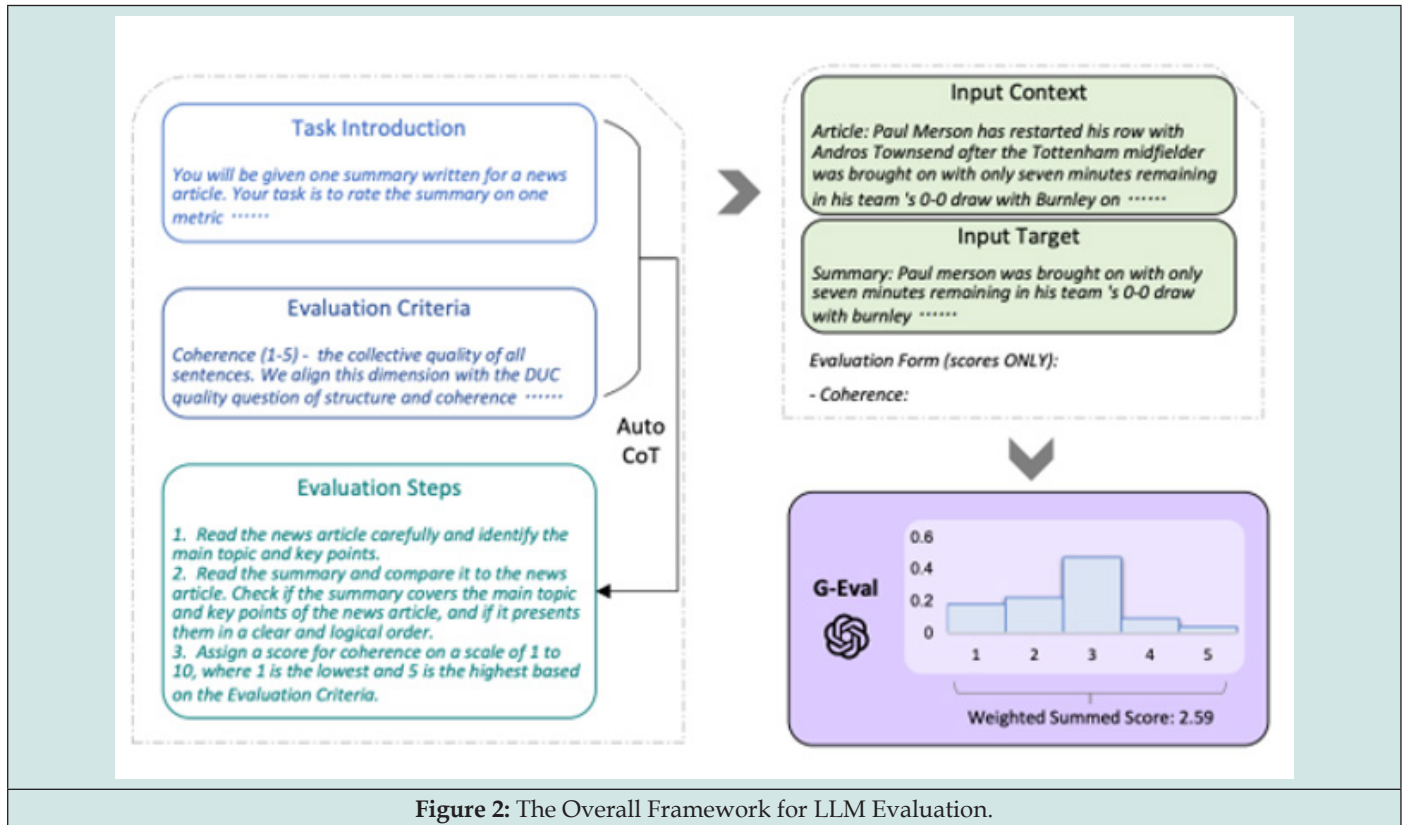 Task Introduction
You will be given one summary written for a news
article. Your task is to rate the summary on one
metric ······
Evaluation Criteria
Coherence (1-5) - the collective quality of all
sentences. We align this dimension with the DUC
quality question of structure and coherence ······
Auto
CoT
Evaluation Steps
1. Read the news article carefully and identify the
main topic and key points.
2. Read the summary and compare it to the news
article. Check if the summary covers the main topic
and key points of the news article, and if it presents
them in a clear and logical order.
3. Assign a score for coherence on a scale of 1 to
10, where 1 is the lowest and 5 is the highest based
on the Evaluation Criteria.
Input Context
Article: Paul Merson has restarted his row with
Andros Townsend after the Tottenham midfielder
was brought on with only seven minutes remaining
in his team 's 0-0 draw with Burnley on ······
Input Target
Summary: Paul merson was brought on with only
seven minutes remaining in his team 's 0-0 draw
with burnley ······
Evaluation Form (scores ONLY):
- Coherence:
G-Eval
0.6
0.4
0.2
0
1 2 3 4 5
Weighted Summed Score: 2.59
Figure 2: The Overall Framework for LLM Evaluation.